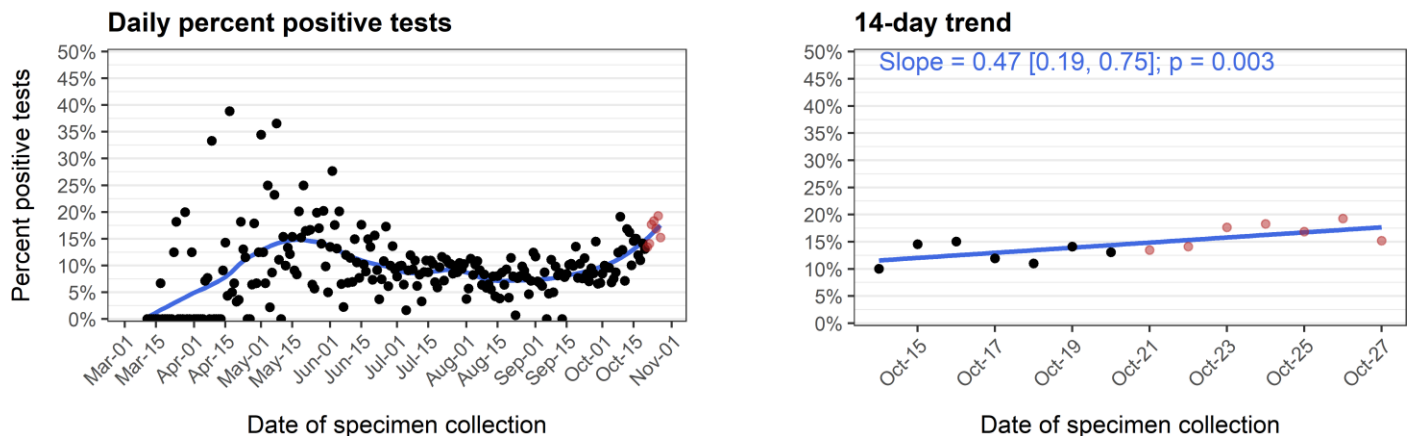 Daily percent positive tests
Percent positive tests
50%
45%
40%
35%
30%
25%
20%
15%
10%
5%
0%
Mar-01
Mar-15
Apr-01
Apr-15
May-01
May-15
Jun-01
Jun-15
Jul-01
Jul-15
Aug-01
Aug-15
Sep-01
Sep-15
Oct-01
Oct-15
Nov-01
Date of specimen collection
14-day trend
Slope = 0.47 [0.19, 0.75]; p = 0.003
50%
45%
40%
35%
30%
25%
20%
15%
10%
5%
0%
Oct-15
Oct-17
Oct-19
Oct-21
Oct-23
Oct-25
Oct-27
Date of specimen collection